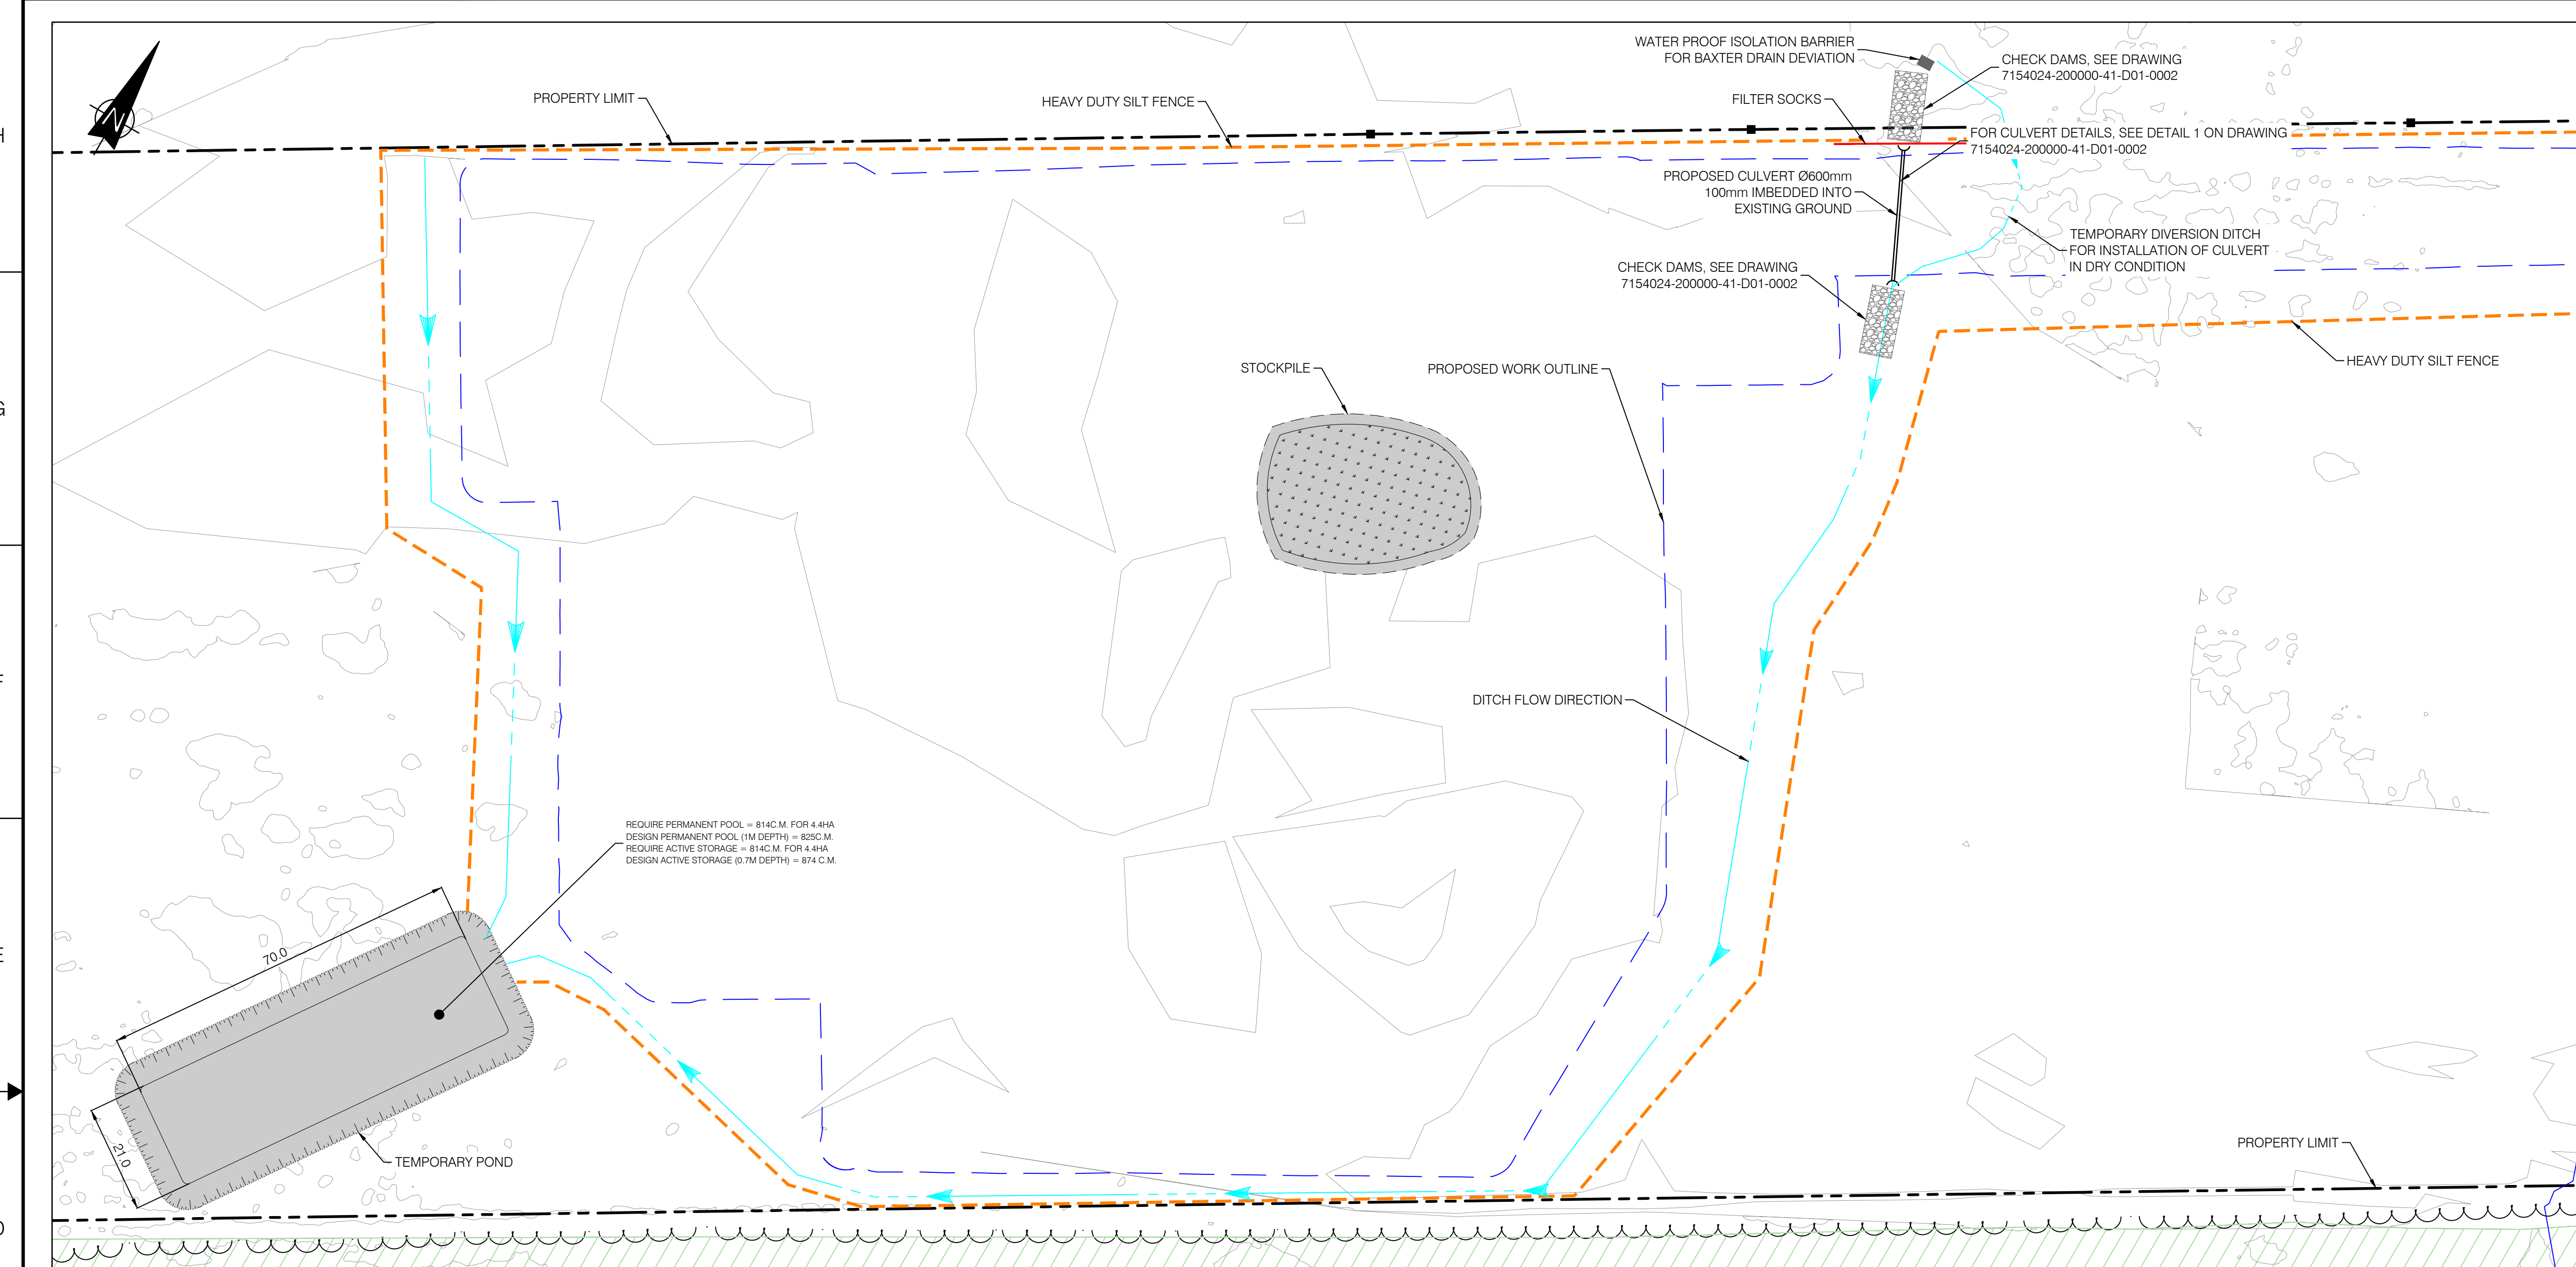 WATER PROOF ISOLATION BARRIER
FOR BAXTER DRAIN DEVIATION
CHECK DAMS, SEE DRAWING
7154024-200000-41-D01-0002
PROPERTY LIMIT
HEAVY DUTY SILT FENCE
FILTER SOCKS
N
H
FOR CULVERT DETAILS, SEE DETAIL 1 ON DRAWING
7154024-200000-41-D01-0002
PROPOSED CULVERT Ø600mm
100mm IMBEDDED INTO
EXISTING GROUND
TEMPORARY DIVERSION DITCH
FOR INSTALLATION OF CULVERT
IN DRY CONDITION
CHECK DAMS, SEE DRAWING
7154024-200000-41-D01-0002
HEAVY DUTY SILT FENCE
STOCKPILE
PROPOSED WORK OUTLINE
G
F
DITCH FLOW DIRECTION
REQUIRE PERMANENT POOL = 814C.M. FOR 4.4HA
DESIGN PERMANENT POOL (1M DEPTH) = 825C.M.
REQUIRE ACTIVE STORAGE = 814C.M. FOR 4.4HA
DESIGN ACTIVE STORAGE (0.7M DEPTH) = 874 C.M.
E
70.0
21.0
TEMPORARY POND
PROPERTY LIMIT
D